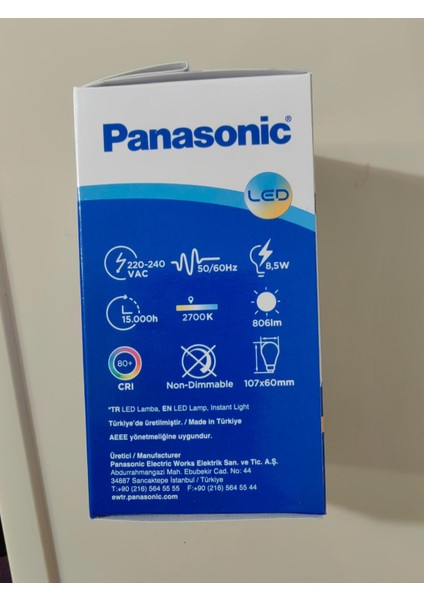 Panasonic®
LED
220-240
VAC
50/60Hz
8,5W
15.000h
2700K
806lm
80+
CRI
Non-Dimmable
107x60mm
*TR LED Lamba, EN LED Lamp, Instant Light
Türkiye'de üretilmiştir. / Made in Türkiye
AEEE yönetmeliğine uygundur.
Üretici / Manufacturer
Panasonic Electric Works Elektrik San. ve Tic. A.Ş.
Abdurrahmangazi Mah. Ebubekir Cad. No: 44
34887 Sancaktepe İstanbul / Türkiye
T:+90 (216) 564 55 55 F:+90 (216) 564 55 44
ewtr.panasonic.com